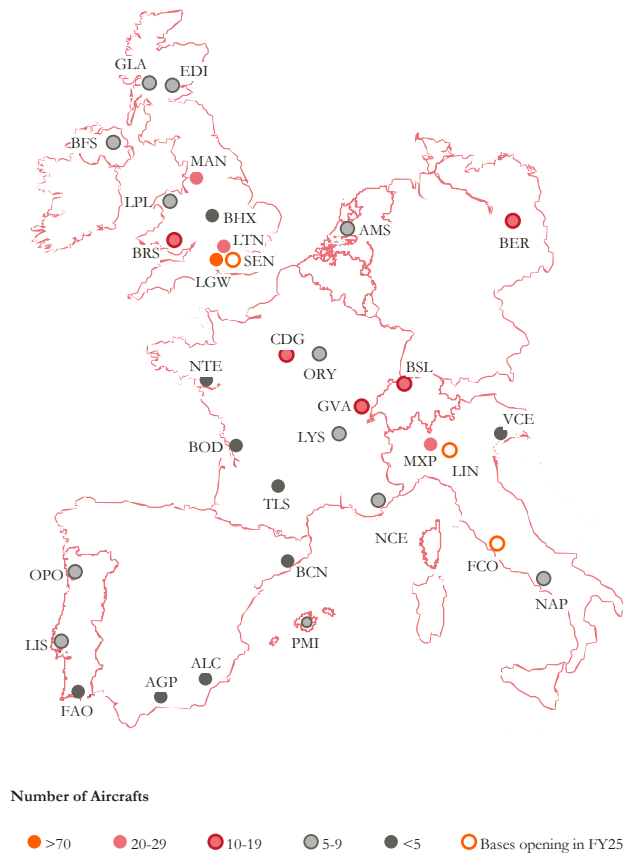 GLA
EDI
BFS
MAN
LPL
BHX
AMS
LTN
BRS
BER
SEN
LGW
CDG
NTE
ORY
BSL
GVA
VCE
LYS
BOD
MXP
LIN
TLS
NCE
BCN
FCO
OPO
NAP
PMI
LIS
ALC
AGP
FAO
Number of Aircrafts
>70 20-29 10-19 5-9 <5 Bases opening in FY25